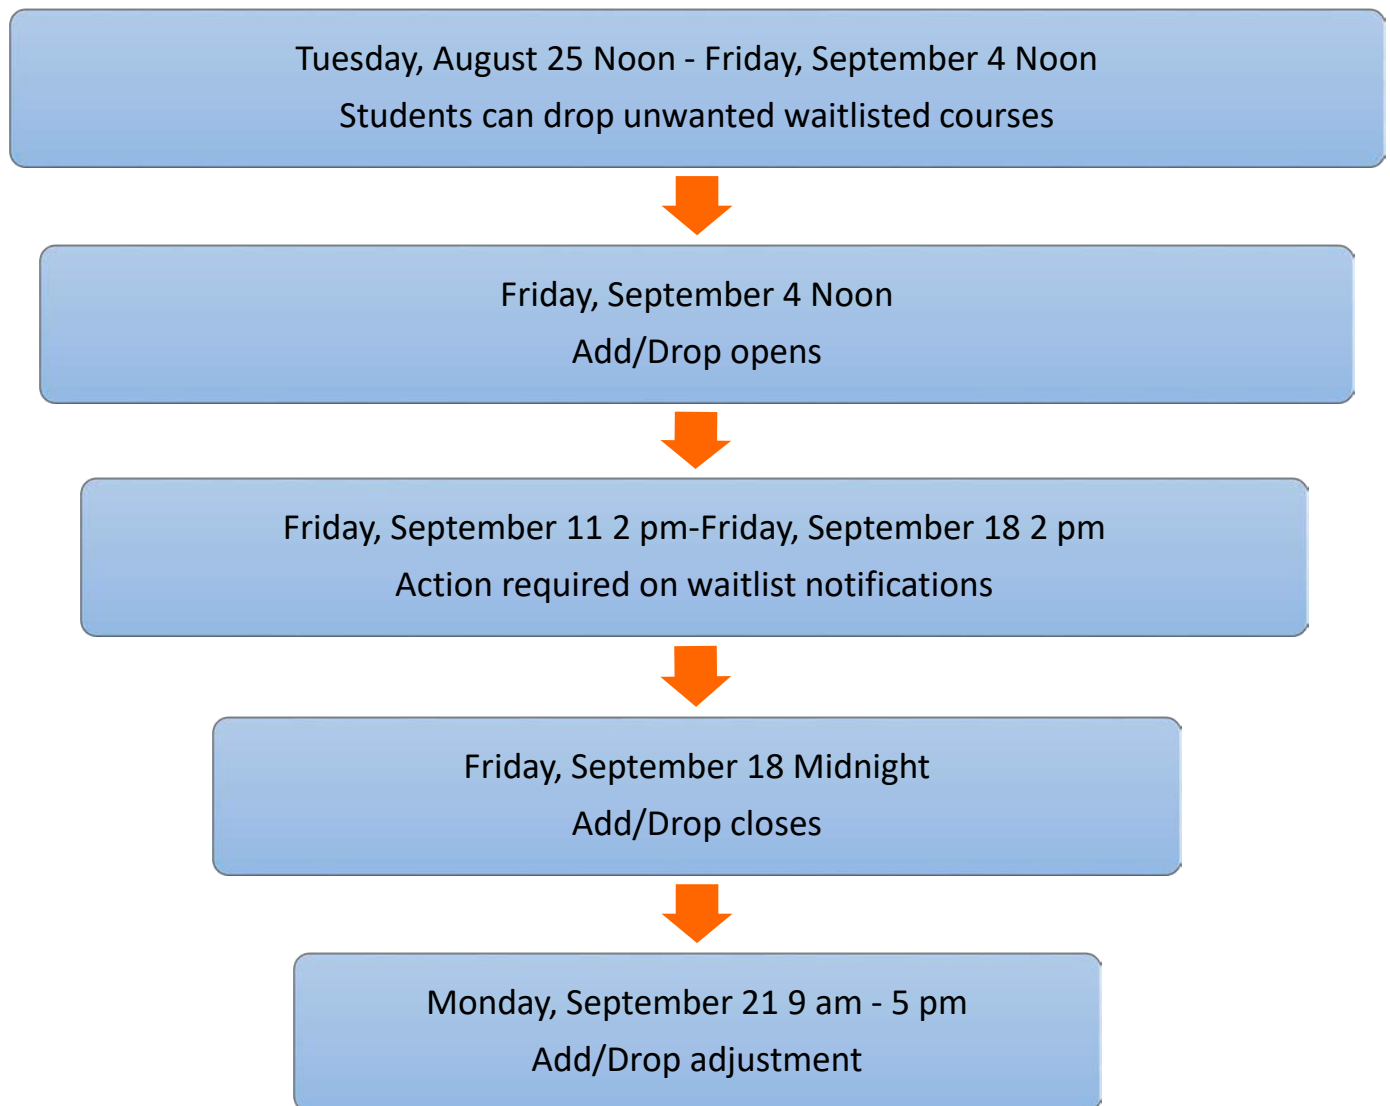 Tuesday, August 25 Noon - Friday, September 4 Noon
Students can drop unwanted waitlisted courses
Friday, September 4 Noon
Add/Drop opens
Friday, September 11 2 pm-Friday, September 18 2 pm
Action required on waitlist notifications
Friday, September 18 Midnight
Add/Drop closes
Monday, September 21 9 am - 5 pm
Add/Drop adjustment